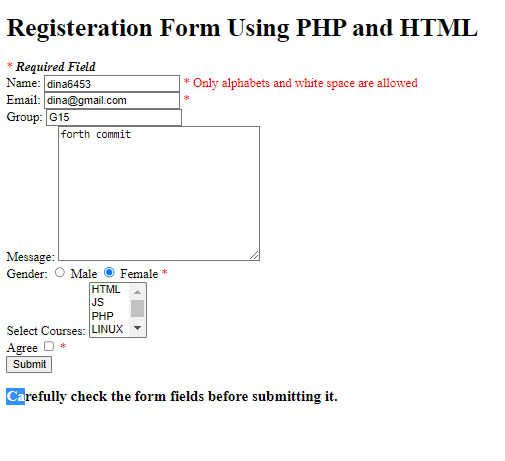 Registeration Form Using PHP and HTML
* Required Field
Name: dina6453 * Only alphabets and white space are allowed
Email: dina@gmail.com *
Group: G15
forth commit
Message:
Gender: Male Female *
HTML
JS
PHP
LINUX
Select Courses:
Agree *
Submit
Carefully check the form fields before submitting it.